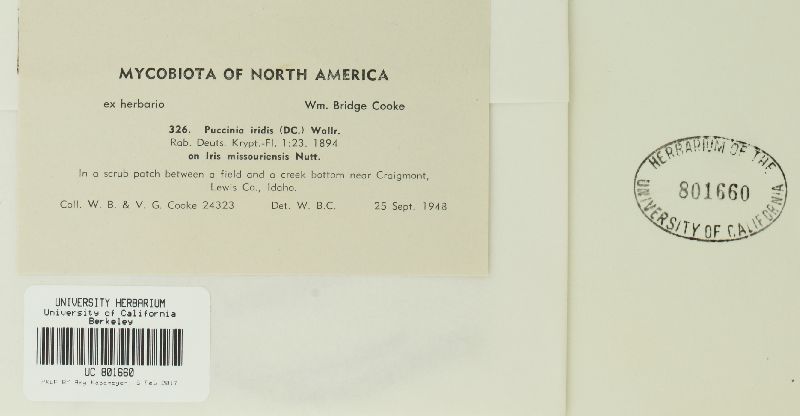 MYCOBIOTA OF NORTH AMERICA
ex herbario Wm. Bridge Cooke
326. Puccinia iridis (DC.) Wallr.
Rab. Deuts. Krypt.-Fl. 1:23. 1894
on Iris missouriensis Nutt.
In a scrub patch between a field and a creek bottom near Craigmont,
Lewis Co., Idaho.
Coll. W. B. & V. G. Cooke 24323 Det. W. B. C. 25 Sept. 1948
HERBARIUM OF THE
801660
UNIVERSITY OF CALIFORNIA
UNIVERSITY HERBARIUM
University of California
Berkeley
UC 801660
2017